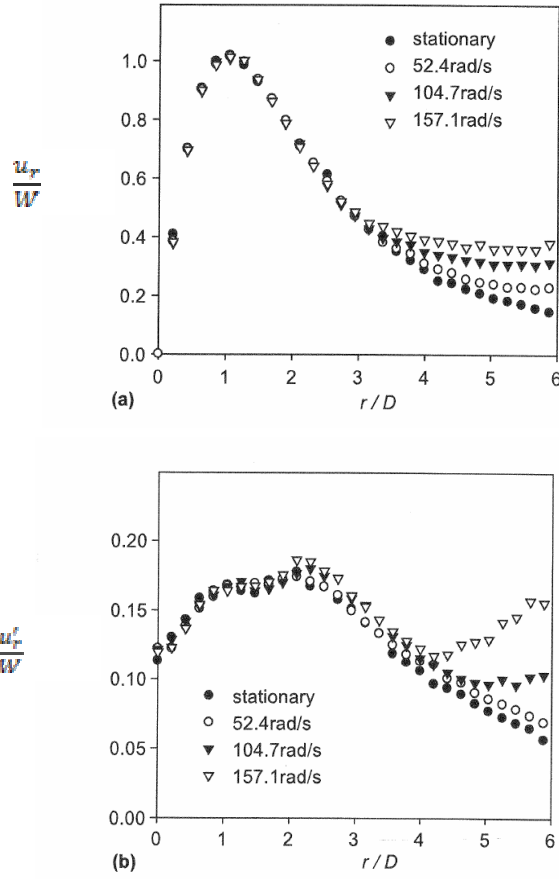 1.0
0.8
0.6
0.4
0.2
0.0
u_r
W
stationary
52.4rad/s
104.7rad/s
157.1rad/s
0 1 2 3 4 5 6
(a)
r / D
0.20
0.15
0.10
0.05
0.00
u'_r
W
stationary
52.4rad/s
104.7rad/s
157.1rad/s
0 1 2 3 4 5 6
(b)
r / D